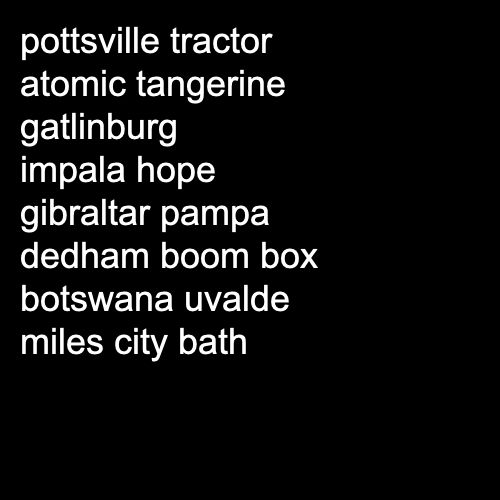 pottsville tractor
atomic tangerine
gatlinburg
impala hope
gibraltar pampa
dedham boom box
botswana uvalde
miles city bath